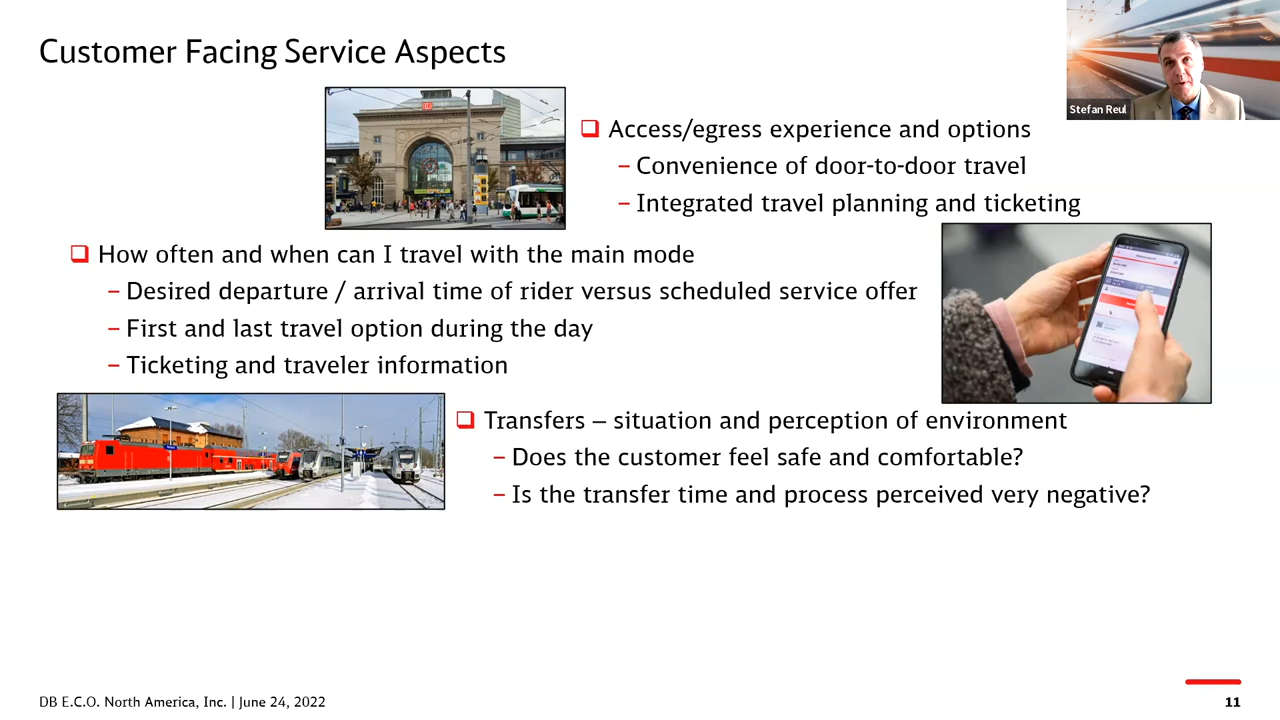 Customer Facing Service Aspects
Stefan Reul
DB
Access/egress experience and options
– Convenience of door-to-door travel
– Integrated travel planning and ticketing
How often and when can I travel with the main mode
– Desired departure / arrival time of rider versus scheduled service offer
– First and last travel option during the day
– Ticketing and traveler information
Transfers – situation and perception of environment
– Does the customer feel safe and comfortable?
– Is the transfer time and process perceived very negative?
DB E.C.O. North America, Inc. | June 24, 2022
11